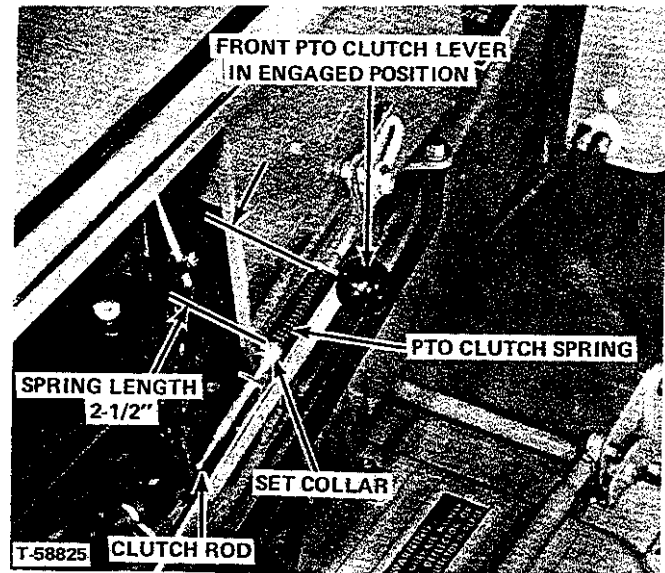 FRONT PTO CLUTCH LEVER
IN ENGAGED POSITION
PTO CLUTCH SPRING
SPRING LENGTH
2-1/2"
SET COLLAR
CLUTCH ROD
T-58825